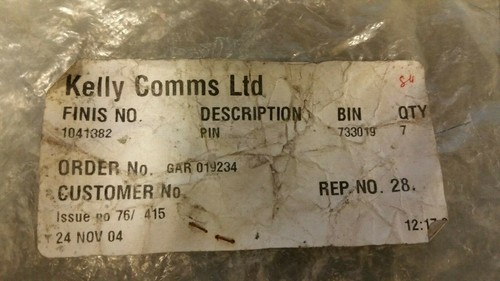 Kelly Comms Ltd
FINIS NO. DESCRIPTION BIN QTY
1041382 PIN 733019 7
ORDER No. GAR 019234
CUSTOMER No. REP. NO. 28.
Issue no 76/ 415
24 NOV 04